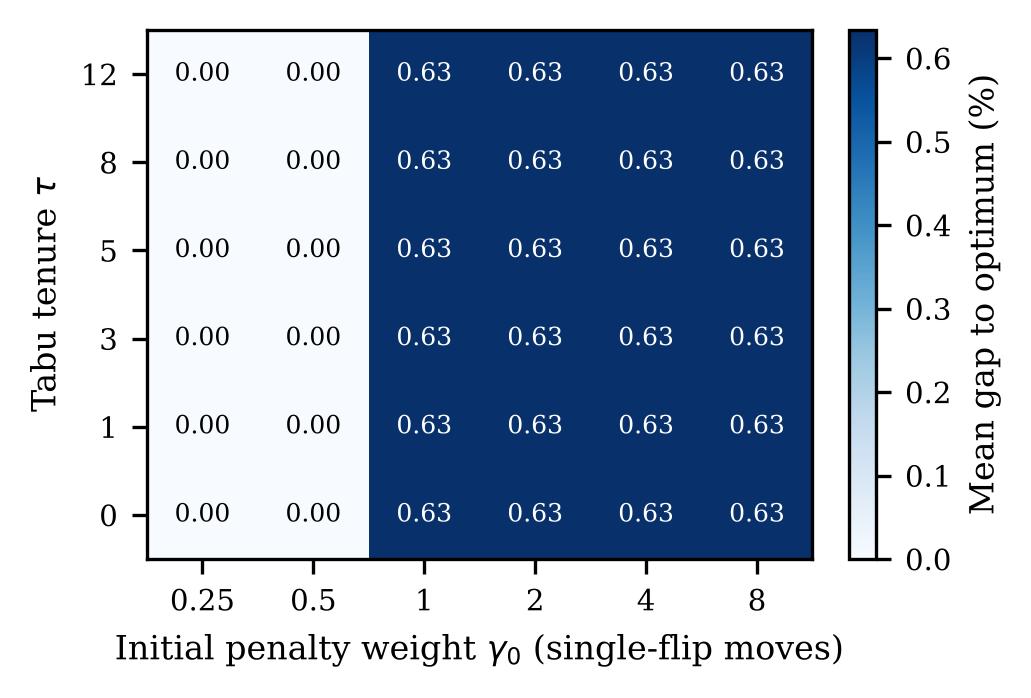 12 0.00 0.00 0.63 0.63 0.63 0.63
8 0.00 0.00 0.63 0.63 0.63 0.63
5 0.00 0.00 0.63 0.63 0.63 0.63
3 0.00 0.00 0.63 0.63 0.63 0.63
1 0.00 0.00 0.63 0.63 0.63 0.63
0 0.00 0.00 0.63 0.63 0.63 0.63
Tabu tenure τ
0.25 0.5 1 2 4 8
Initial penalty weight γ₀ (single-flip moves)
0.6
0.5
0.4
0.3
0.2
0.1
0.0
Mean gap to optimum (%)